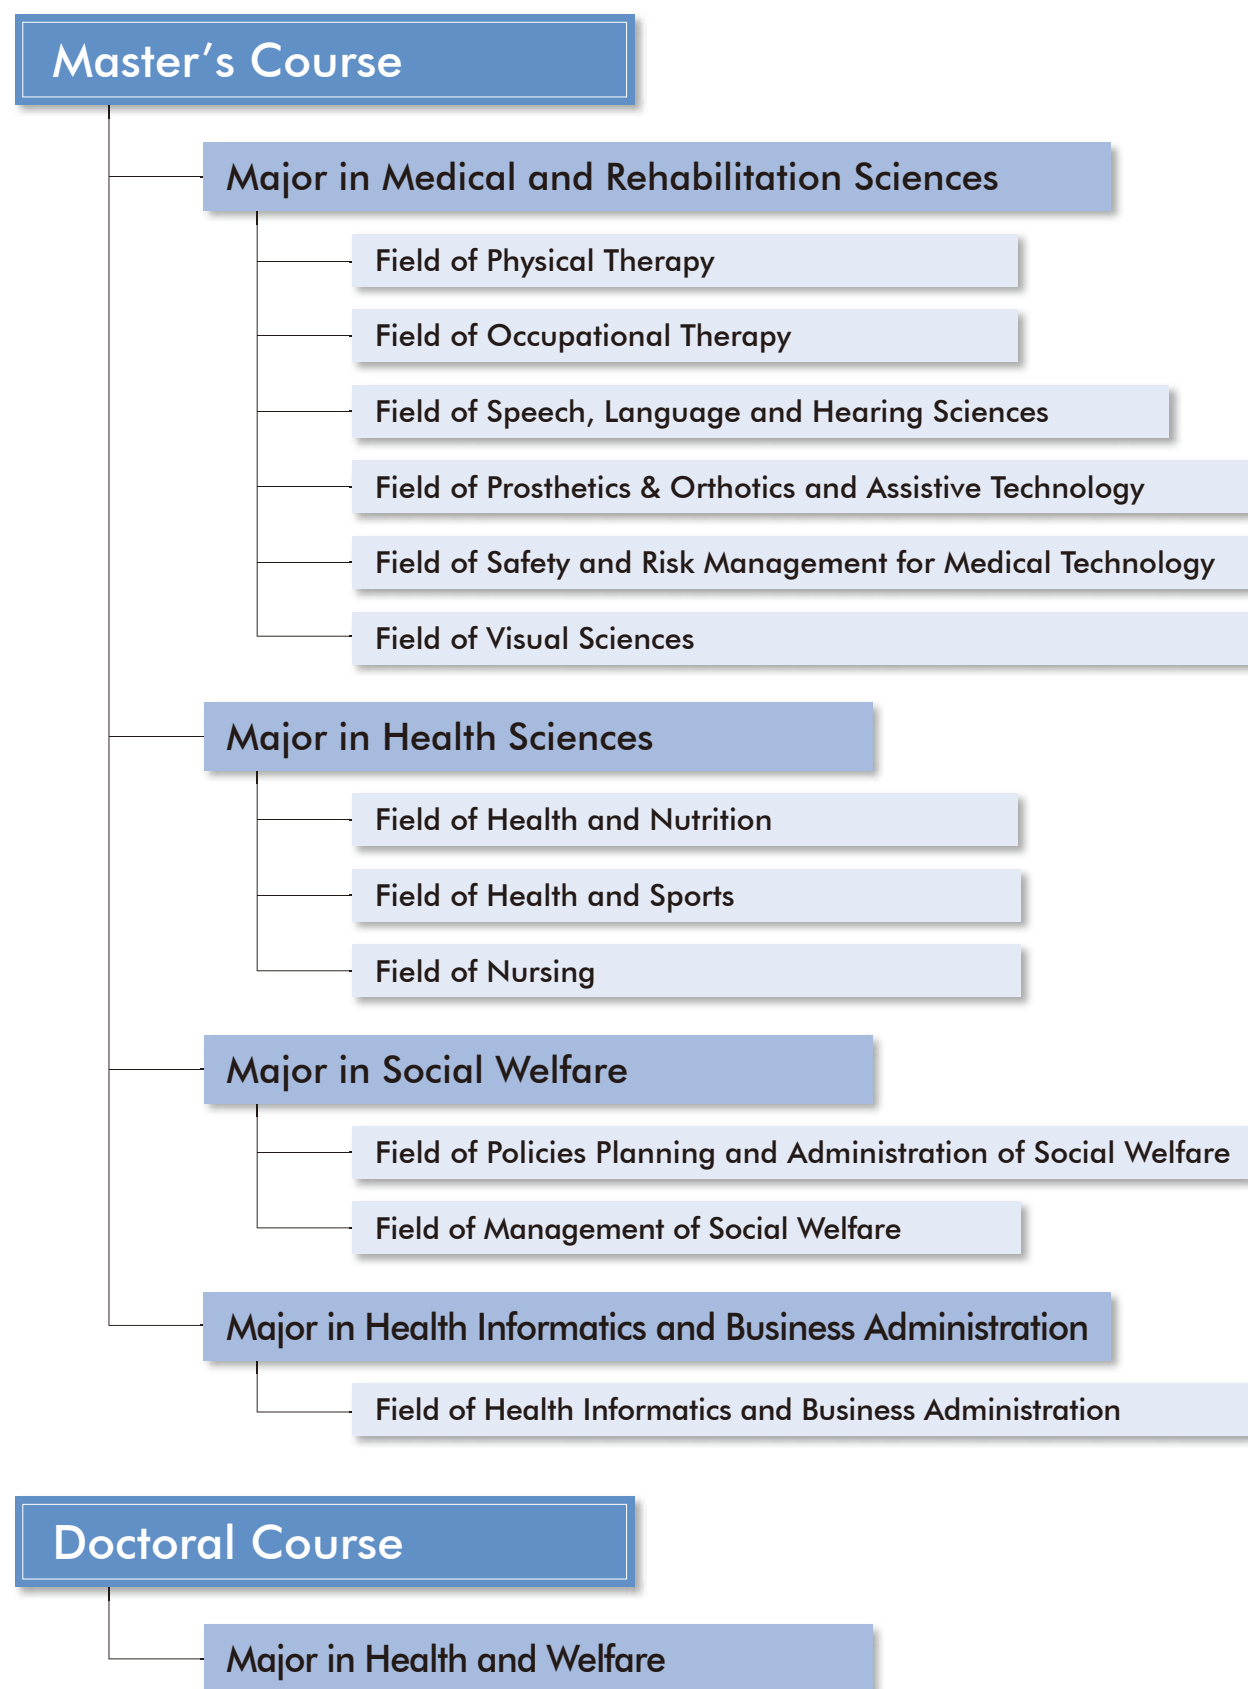 Master’s Course
Major in Medical and Rehabilitation Sciences
Field of Physical Therapy
Field of Occupational Therapy
Field of Speech, Language and Hearing Sciences
Field of Prosthetics & Orthotics and Assistive Technology
Field of Safety and Risk Management for Medical Technology
Field of Visual Sciences
Major in Health Sciences
Field of Health and Nutrition
Field of Health and Sports
Field of Nursing
Major in Social Welfare
Field of Policies Planning and Administration of Social Welfare
Field of Management of Social Welfare
Major in Health Informatics and Business Administration
Field of Health Informatics and Business Administration
Doctoral Course
Major in Health and Welfare